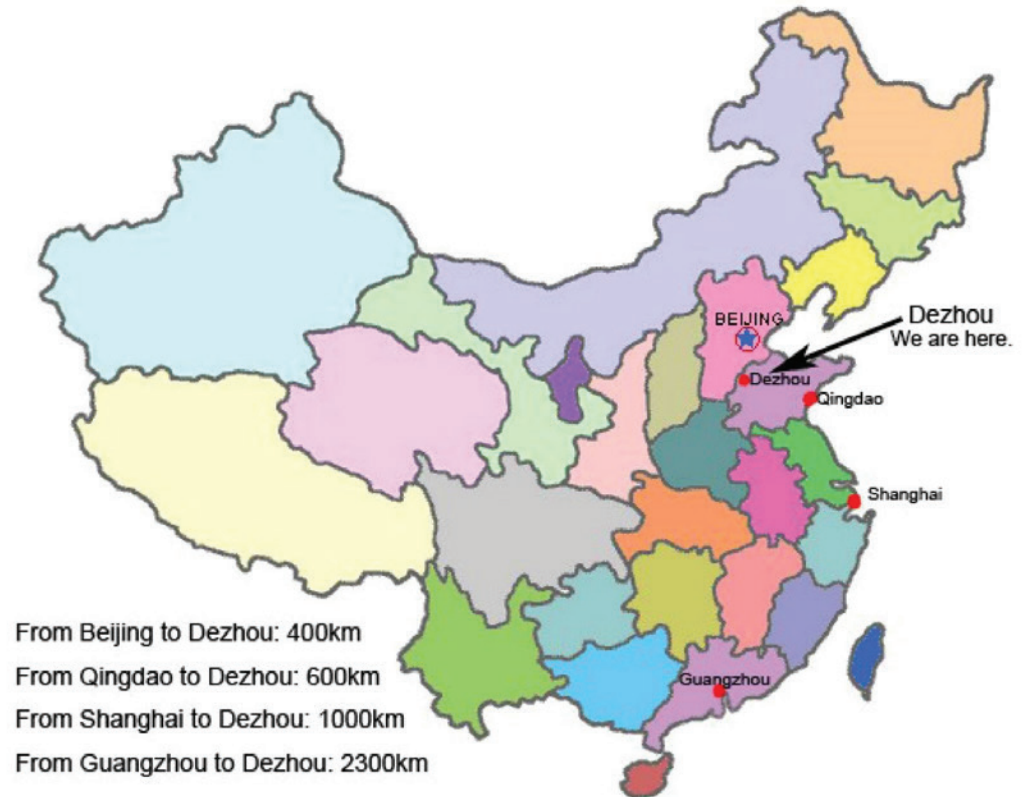 BEIJING
Dezhou
We are here.
Dezhou
Qingdao
Shanghai
Guangzhou
From Beijing to Dezhou: 400km
From Qingdao to Dezhou: 600km
From Shanghai to Dezhou: 1000km
From Guangzhou to Dezhou: 2300km